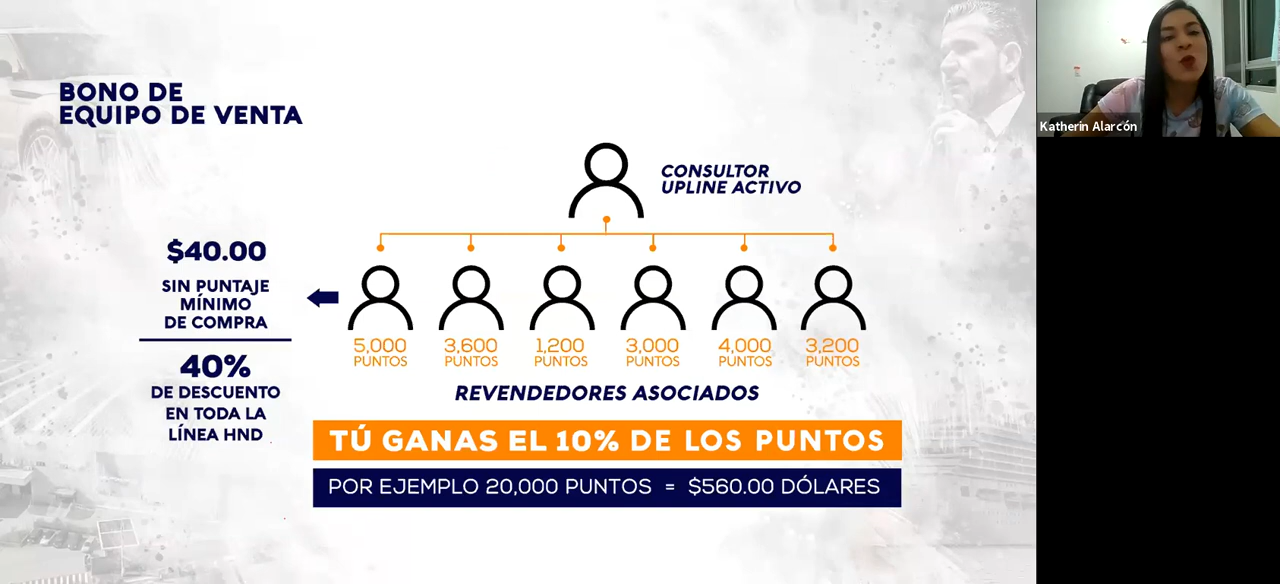 BONO DE
EQUIPO DE VENTA
CONSULTOR
UPLINE ACTIVO
$40.00
SIN PUNTAJE
MÍNIMO
DE COMPRA
40%
DE DESCUENTO
EN TODA LA
LÍNEA HND
5,000 3,600 1,200 3,000 4,000 3,200
PUNTOS PUNTOS PUNTOS PUNTOS PUNTOS PUNTOS
REVENDEDORES ASOCIADOS
TÚ GANAS EL 10% DE LOS PUNTOS
POR EJEMPLO 20,000 PUNTOS = $560.00 DÓLARES
Katherin Alarcón